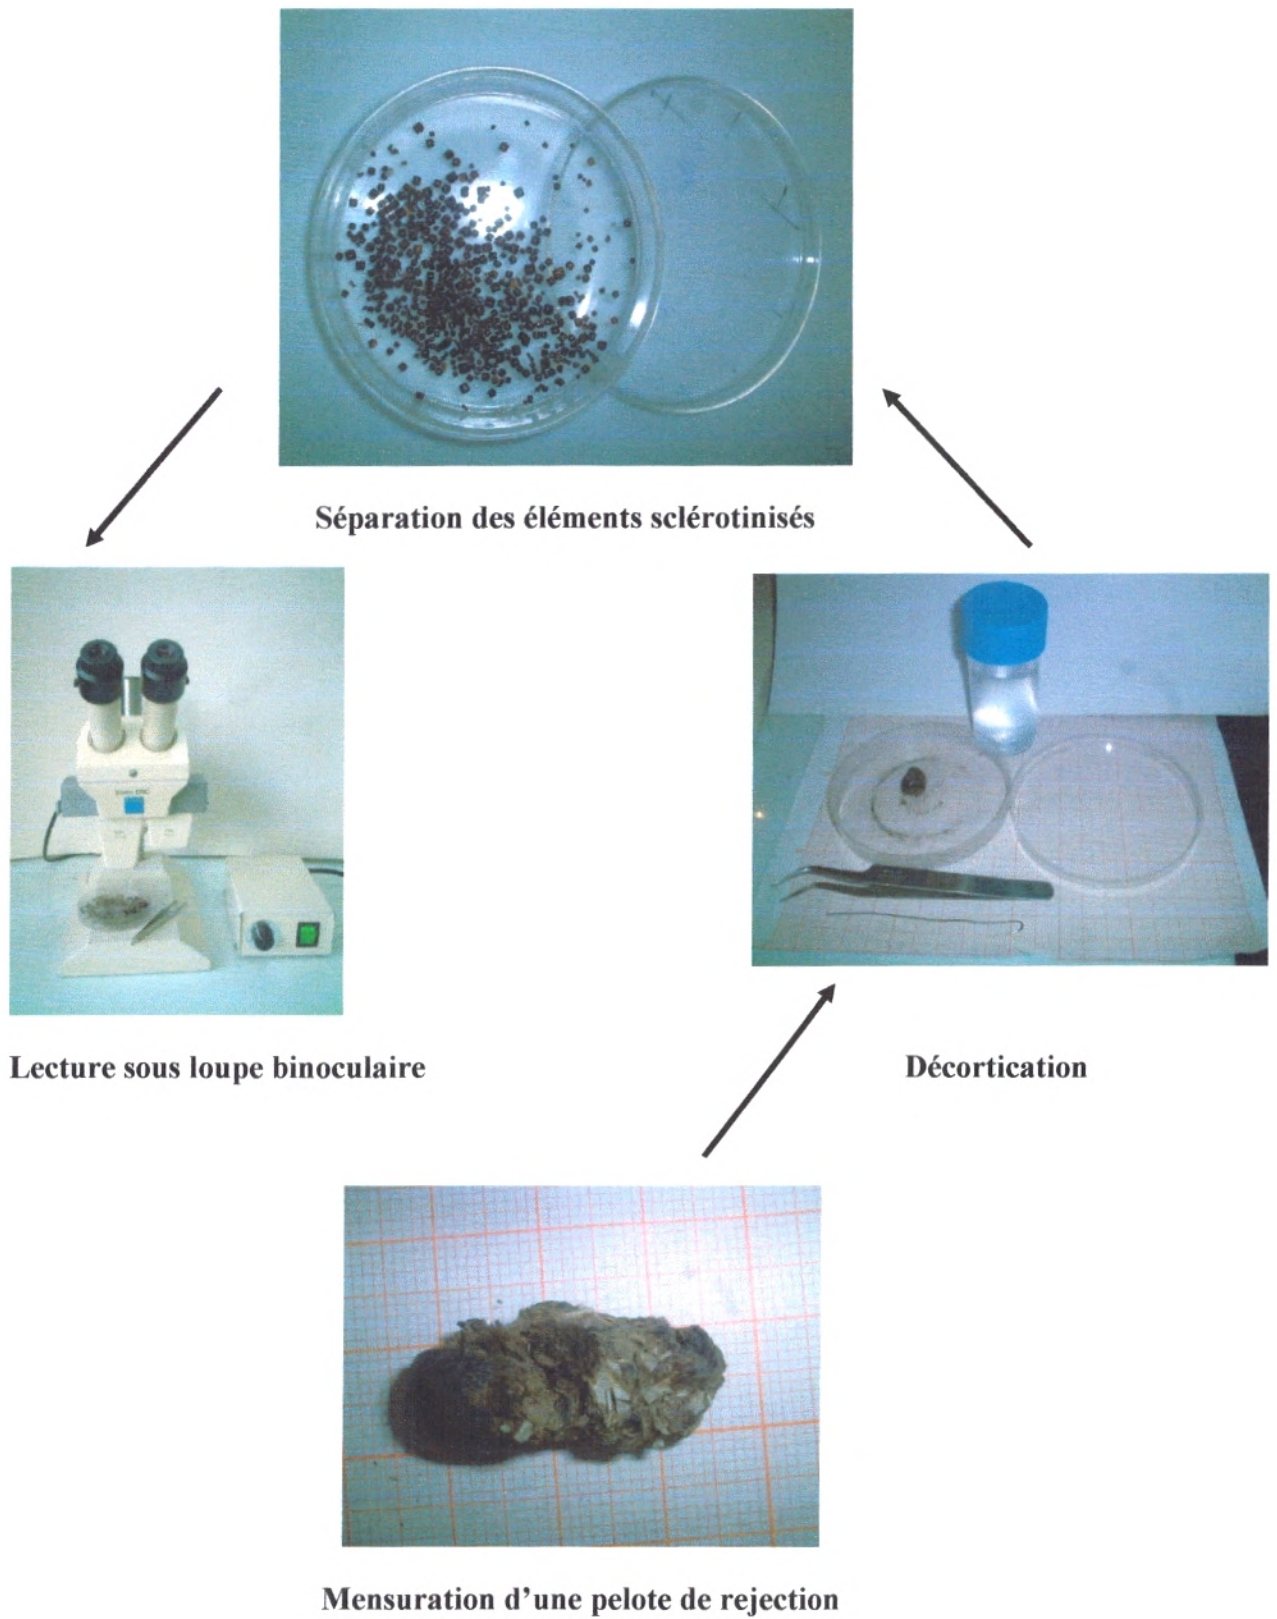 Séparation des éléments sclérotinisés
Lecture sous loupe binoculaire
Décortication
Mensuration d'une pelote de rejection